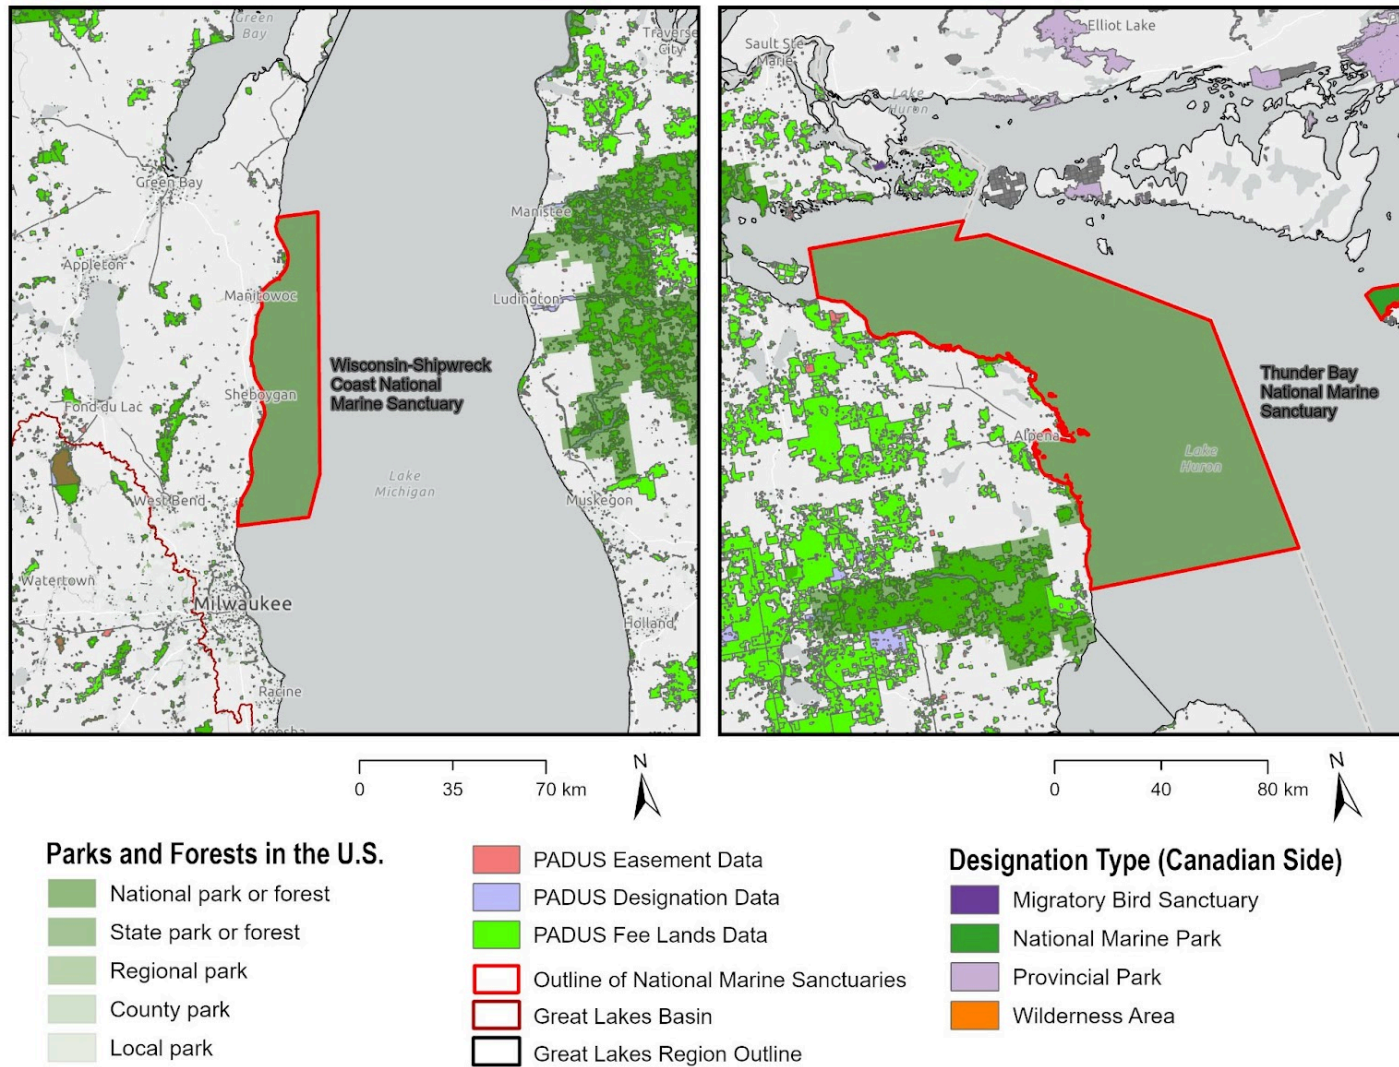 Green
Bay
Traverse
City
Green Bay
Appleton
Manitowoc
Sheboygan
Fond du Lac
West Bend
Watertown
Milwaukee
Racine
Manistee
Ludington
Wisconsin-Shipwreck
Coast National
Marine Sanctuary
Lake
Michigan
Muskegon
Holland
Sault Ste
Marie
Elliot Lake
Lake
Huron
Alpena
Lake
Huron
Thunder Bay
National Marine
Sanctuary
0 35 70 km
N
0 40 80 km
N
Parks and Forests in the U.S.
National park or forest
State park or forest
Regional park
County park
Local park
PADUS Easement Data
PADUS Designation Data
PADUS Fee Lands Data
Outline of National Marine Sanctuaries
Great Lakes Basin
Great Lakes Region Outline
Designation Type (Canadian Side)
Migratory Bird Sanctuary
National Marine Park
Provincial Park
Wilderness Area